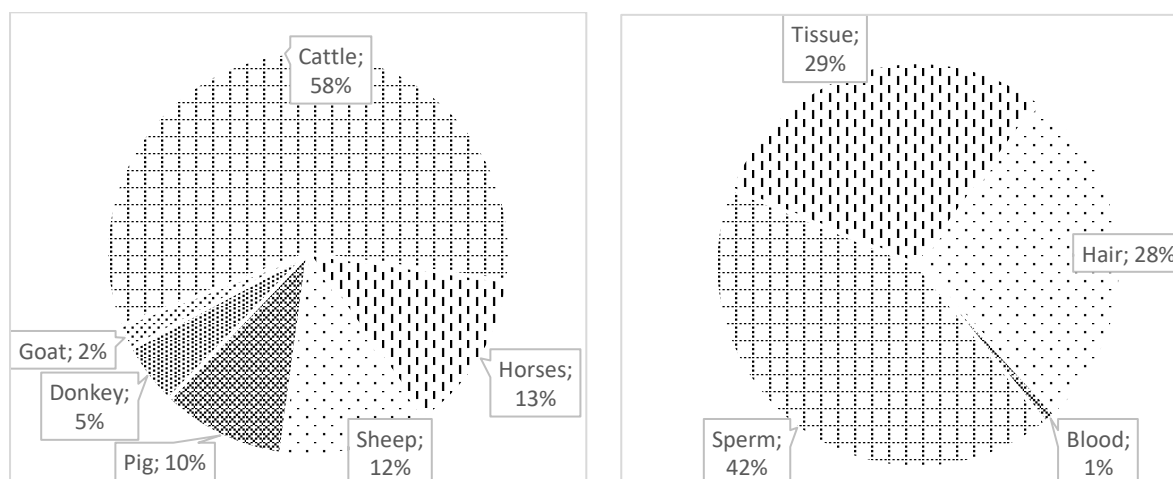 Cattle;
58%
Horses;
13%
Sheep;
12%
Pig; 10%
Donkey;
5%
Goat; 2%
Tissue;
29%
Hair; 28%
Blood;
1%
Sperm;
42%